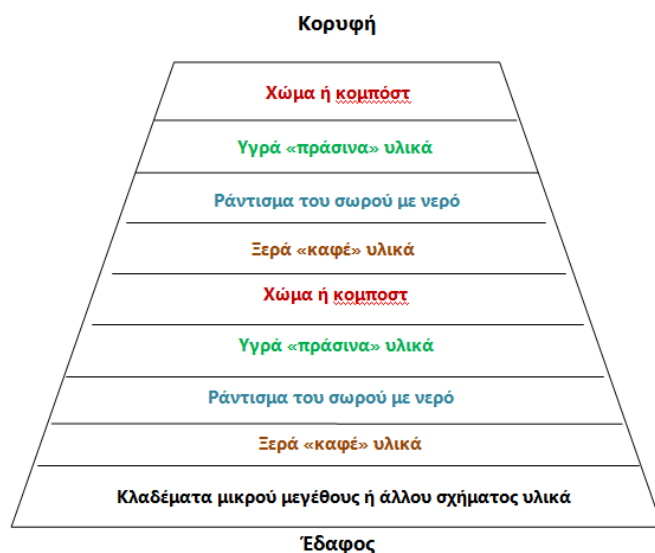 Κορυφή
Χώμα ή κομπόστ
Υγρά «πράσινα» υλικά
Ράντισμα του σωρού με νερό
Ξερά «καφέ» υλικά
Χώμα ή κομποστ
Υγρά «πράσινα» υλικά
Ράντισμα του σωρού με νερό
Ξερά «καφέ» υλικά
Κλαδέματα μικρού μεγέθους ή άλλου σχήματος υλικά
Έδαφος